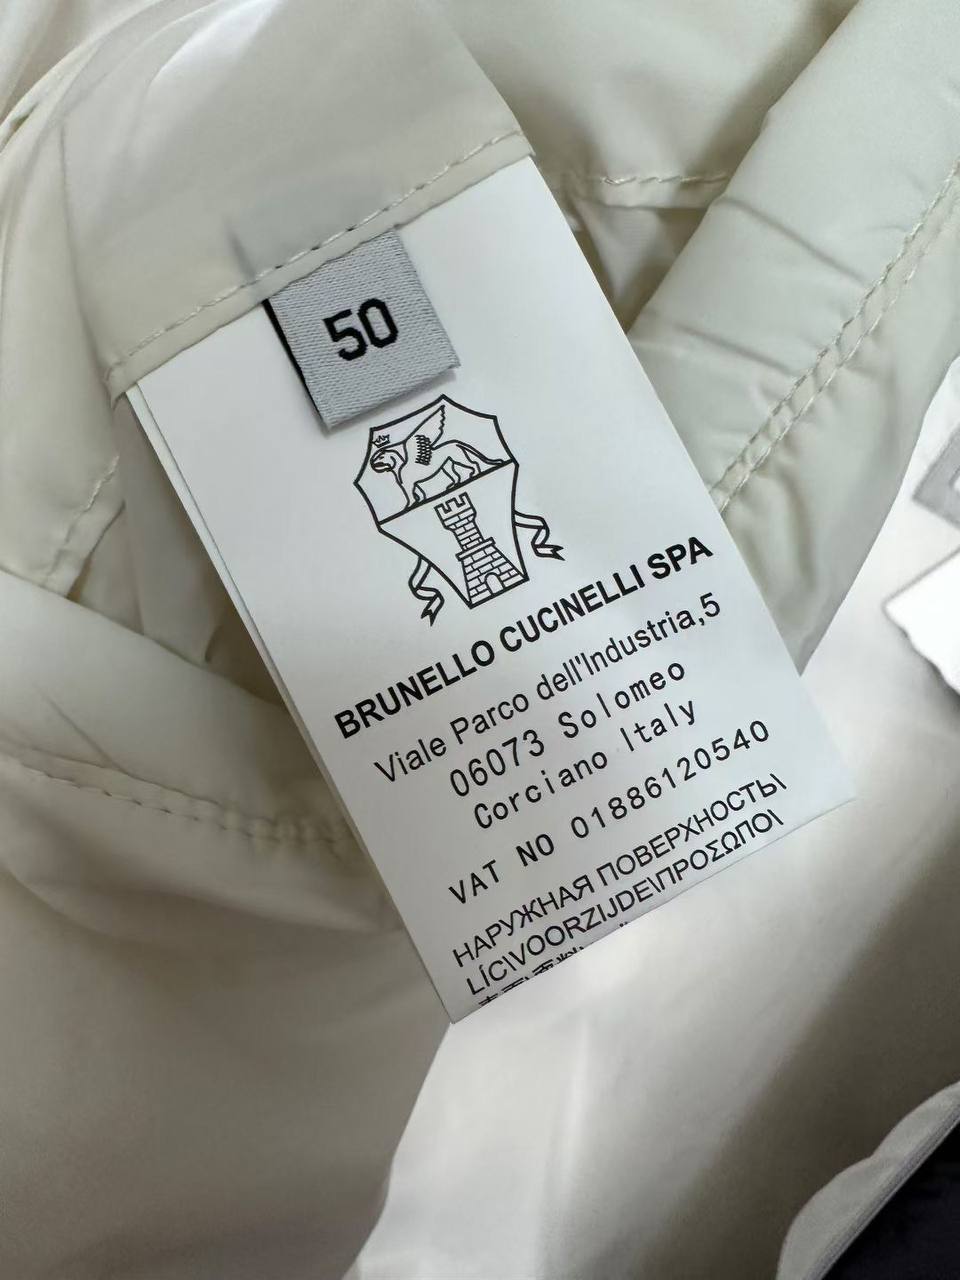 50
BRUNELLO CUCINELLI SPA
Viale Parco dell'Industria,5
06073 Solomeo
Corciano Italy
VAT NO 01886120540
НАРУЖНАЯ ПОВЕРХНОСТЬ\
LÍC\VOORZIJDE\ΠΡΟΣΩΠΟ\